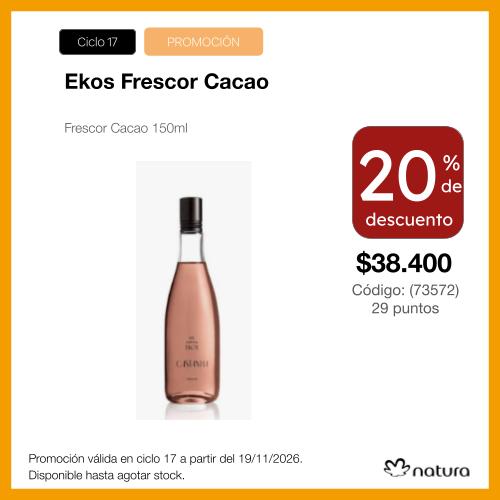 Ciclo 17
PROMOCIÓN
Ekos Frescor Cacao
Frescor Cacao 150ml
20% de
descuento
$38.400
Código: (73572)
29 puntos
Promoción válida en ciclo 17 a partir del 19/11/2026.
Disponible hasta agotar stock.
natura